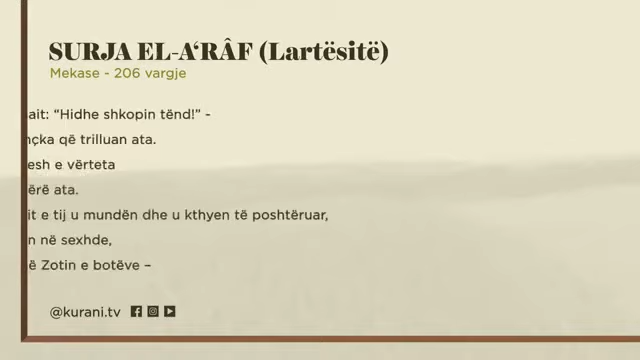 SURJA EL-A‘RÂF (Lartësitë)
Mekase - 206 vargje
ait: “Hidhe shkopin tënd!” -
çka që trilluan ata.
esh e vërteta
ërë ata.
it e tij u mundën dhe u kthyen të poshtëruar,
n në sexhde,
ë Zotin e botëve –
@kurani.tv